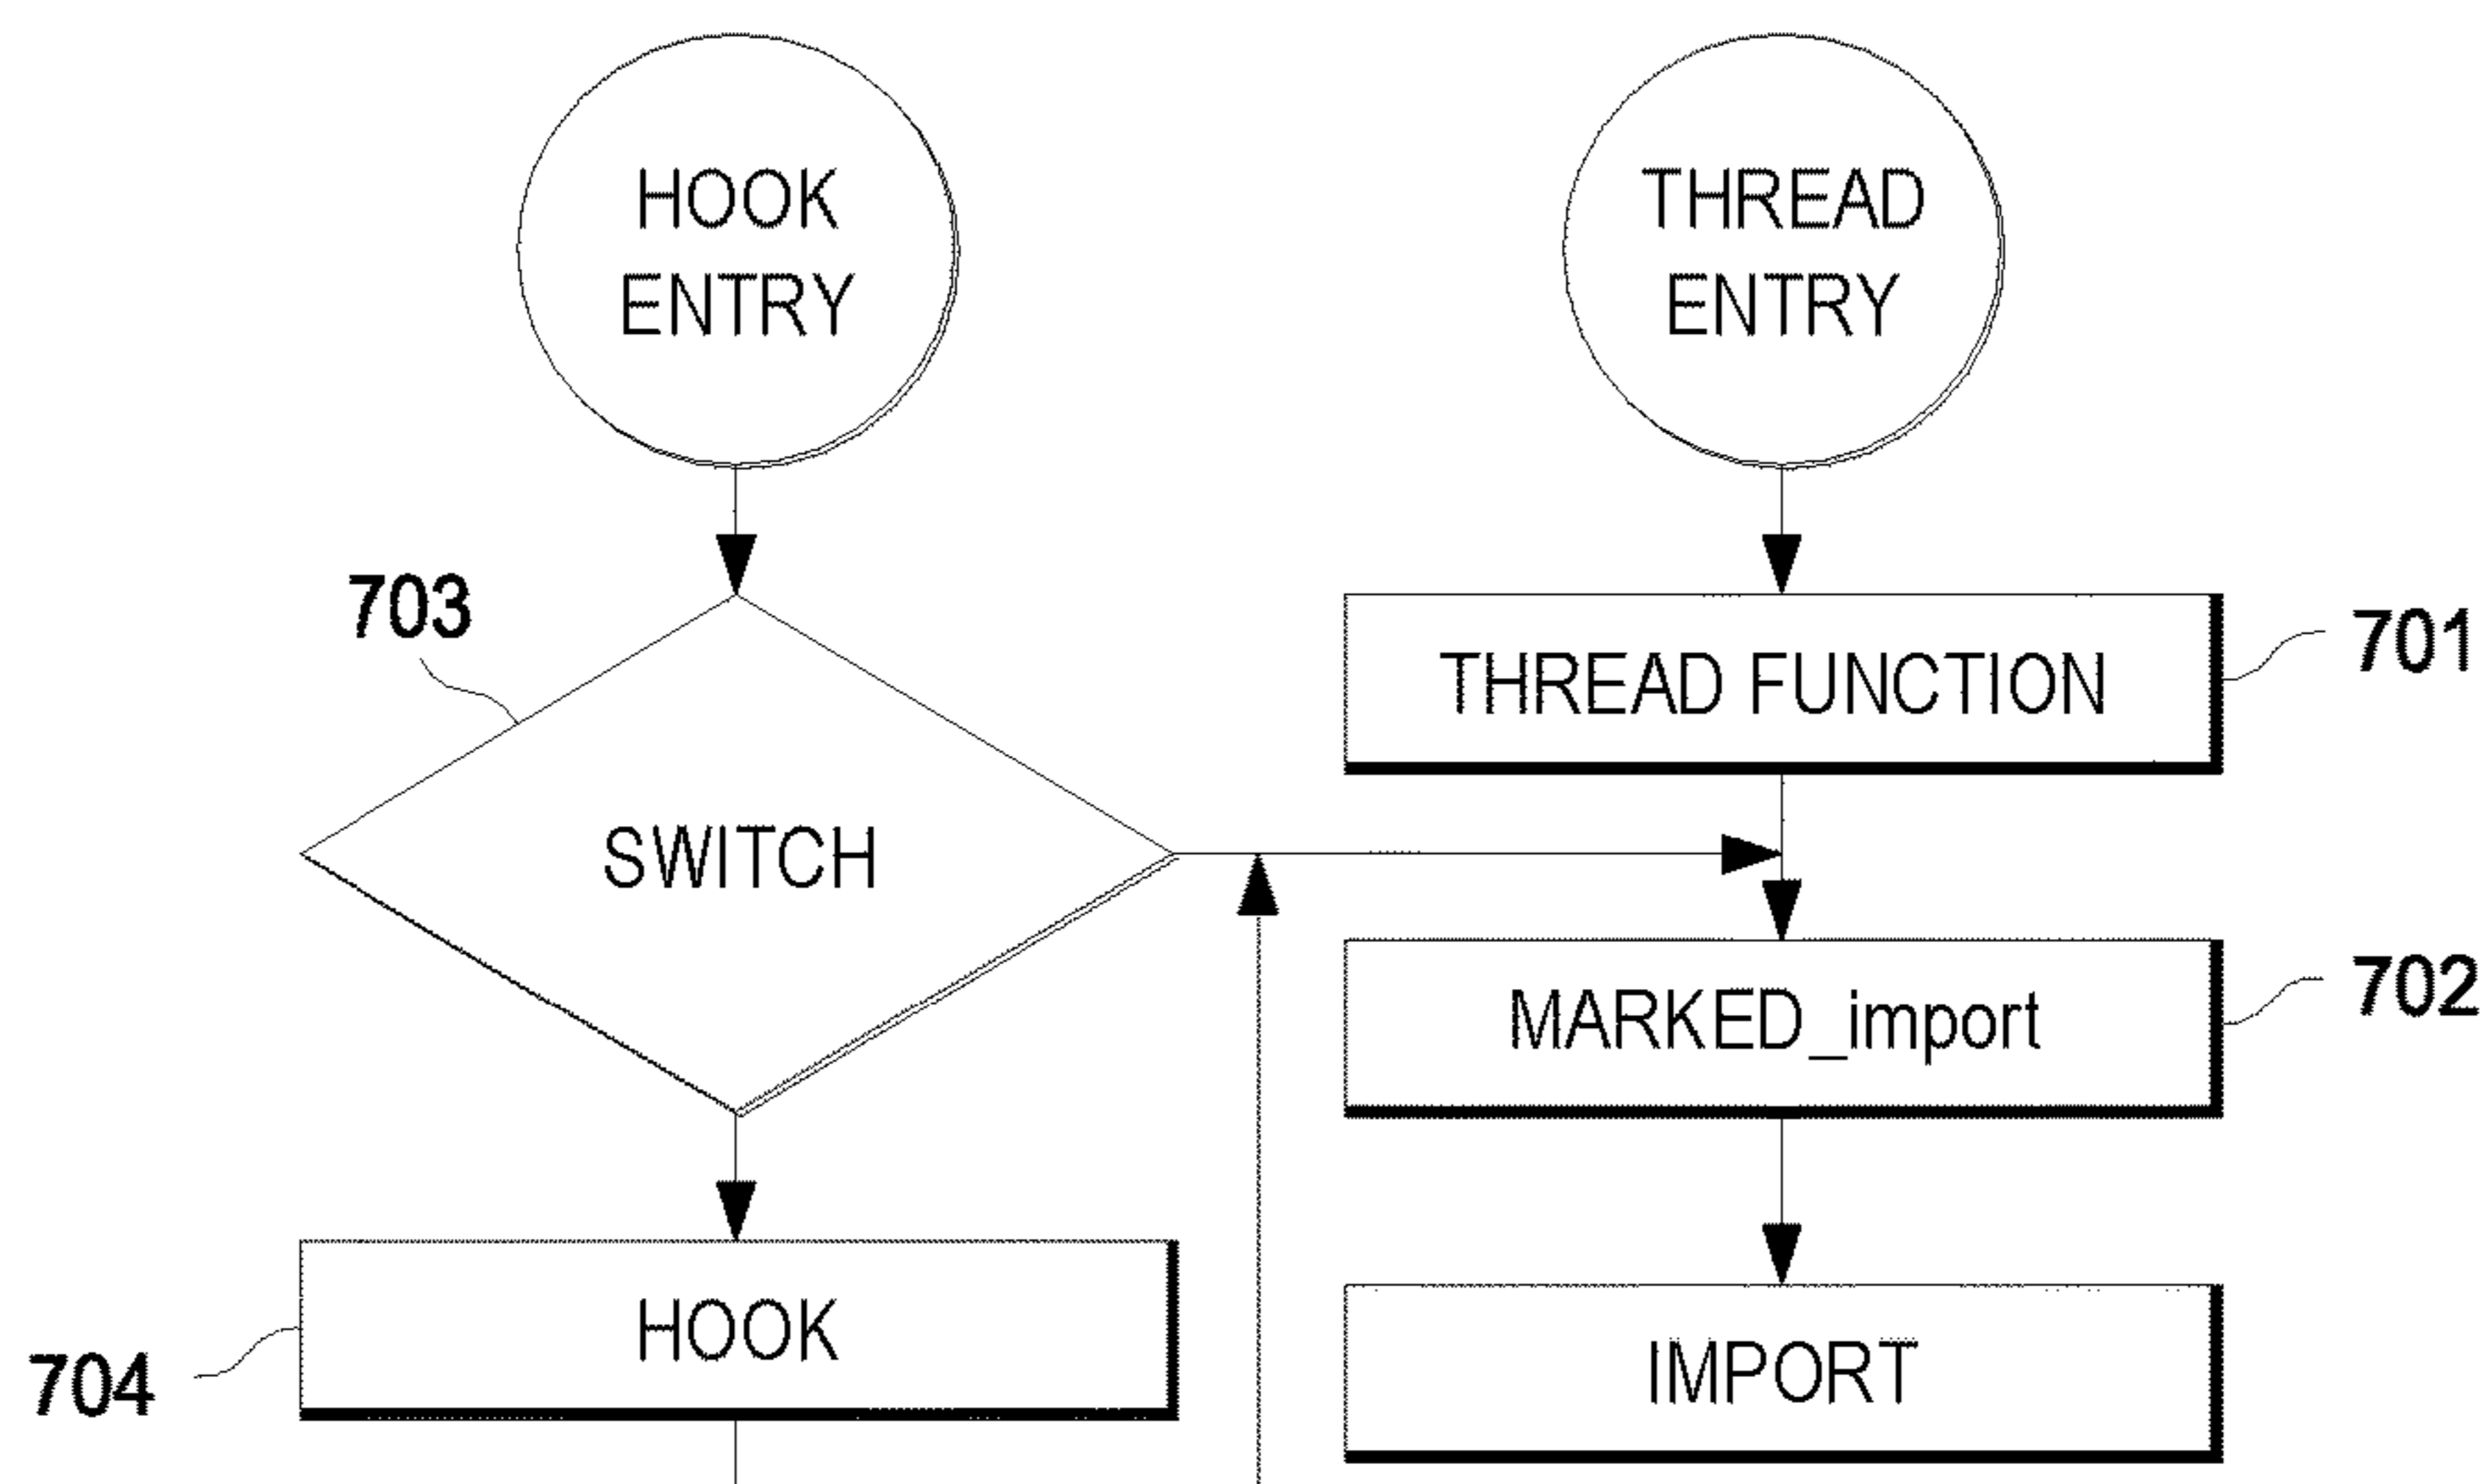 HOOK
ENTRY
THREAD
ENTRY
703
THREAD FUNCTION
701
SWITCH
MARKED_import
702
HOOK
704
IMPORT